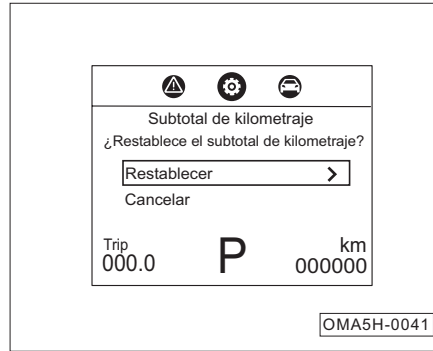 Subtotal de kilometraje
¿Restablece el subtotal de kilometraje?
Restablecer
Cancelar
Trip
000.0
P
km
000000
OMA5H-0041